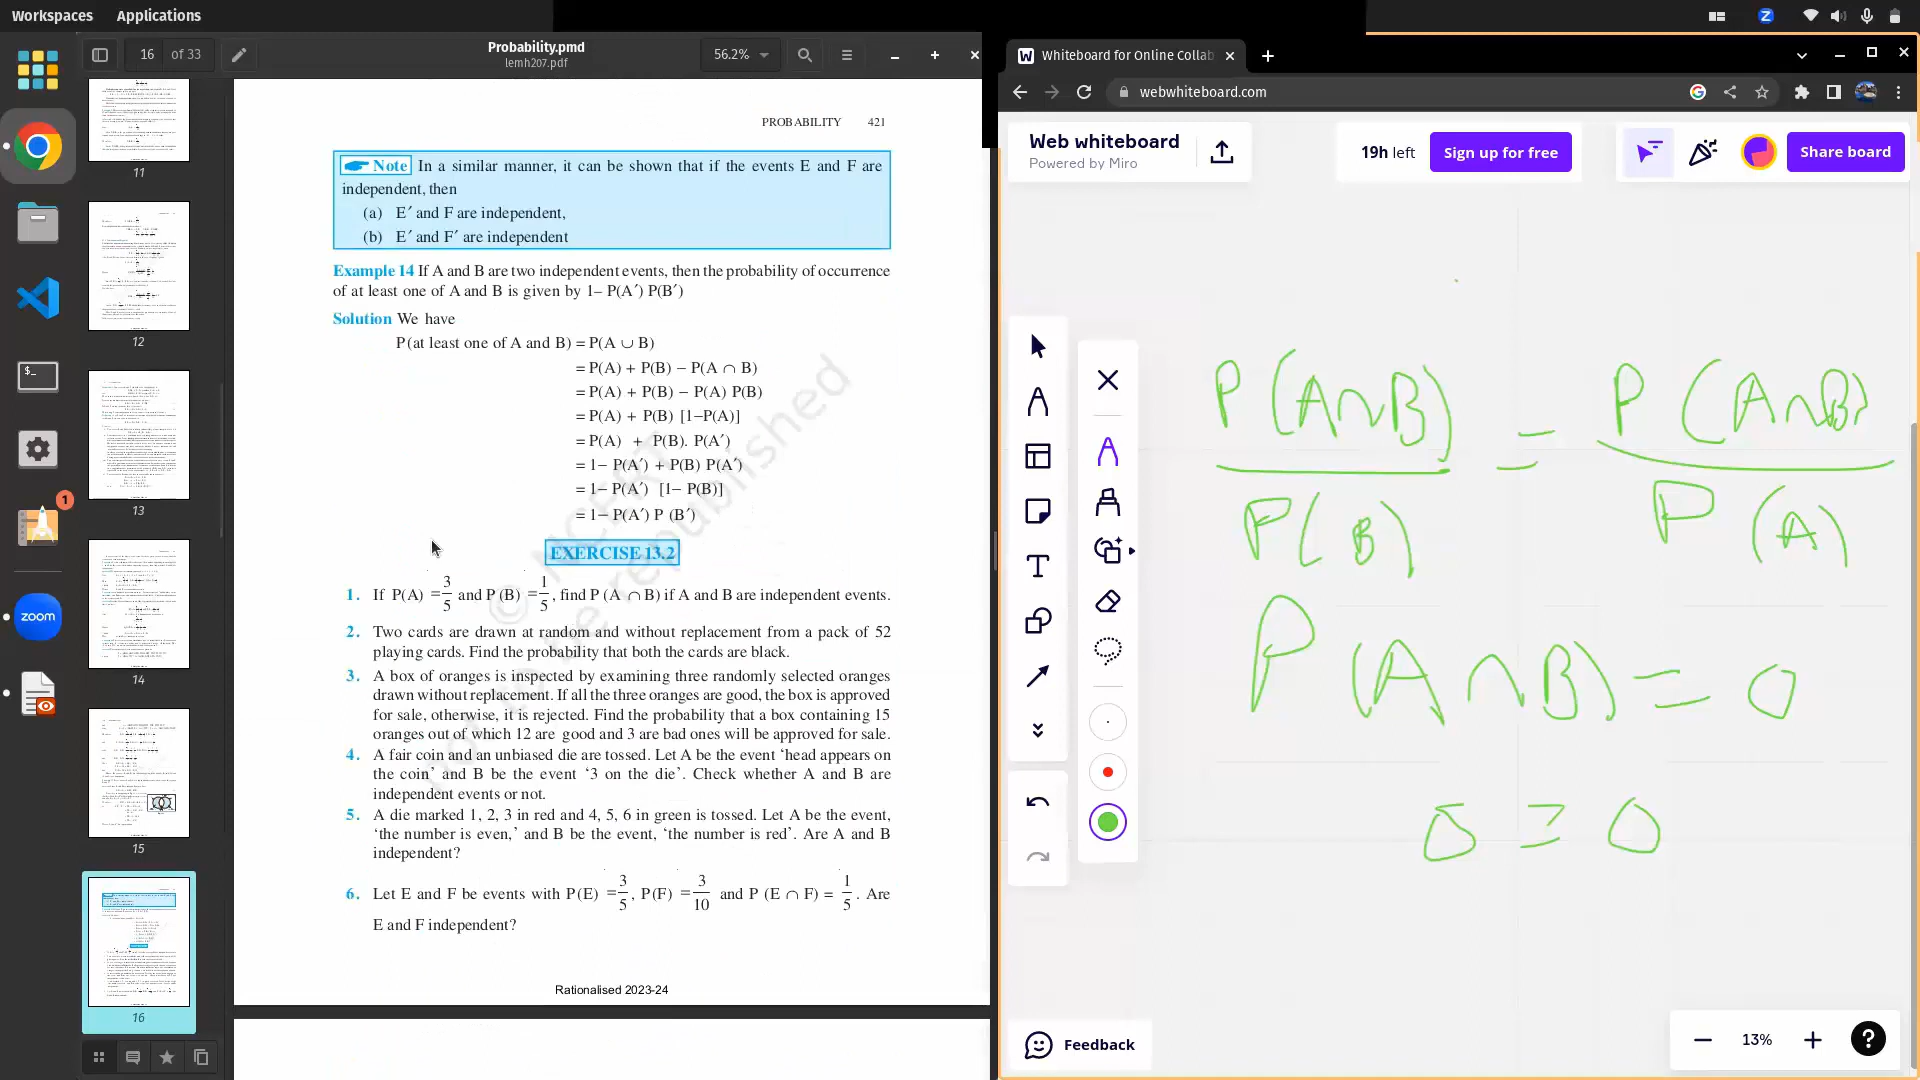 Workspaces Applications
16 of 33
Probability.pmd
lemh207.pdf
56.2%
11
12
13
14
15
16
PROBABILITY 421
Note In a similar manner, it can be shown that if the events E and F are
independent, then
(a) E′ and F are independent,
(b) E′ and F′ are independent
Example 14 If A and B are two independent events, then the probability of occurrence
of at least one of A and B is given by 1– P(A′) P(B′)
Solution We have
P(at least one of A and B) = P(A ∪ B)
= P(A) + P(B) − P(A ∩ B)
= P(A) + P(B) − P(A) P(B)
= P(A) + P(B) [1−P(A)]
= P(A) + P(B). P(A′)
= 1− P(A′) + P(B) P(A′)
= 1− P(A′) [1− P(B)]
= 1− P(A′) P (B′)
EXERCISE 13.2
1. If P(A) = 3/5 and P (B) = 1/5, find P (A ∩ B) if A and B are independent events.
2. Two cards are drawn at random and without replacement from a pack of 52
playing cards. Find the probability that both the cards are black.
3. A box of oranges is inspected by examining three randomly selected oranges
drawn without replacement. If all the three oranges are good, the box is approved
for sale, otherwise, it is rejected. Find the probability that a box containing 15
oranges out of which 12 are good and 3 are bad ones will be approved for sale.
4. A fair coin and an unbiased die are tossed. Let A be the event ‘head appears on
the coin’ and B be the event ‘3 on the die’. Check whether A and B are
independent events or not.
5. A die marked 1, 2, 3 in red and 4, 5, 6 in green is tossed. Let A be the event,
‘the number is even,’ and B be the event, ‘the number is red’. Are A and B
independent?
6. Let E and F be events with P(E) = 3/5, P(F) = 3/10 and P (E ∩ F) = 1/5. Are
E and F independent?
© NCERT
not to be republished
Rationalised 2023-24
zoom
1
Whiteboard for Online Collab
webwhiteboard.com
Web whiteboard
Powered by Miro
19h left
Sign up for free
Share board
P(A∩B) = P(A∩B)
P(B) P(A)
P(A∩B) = 0
0 = 0
Feedback
13%